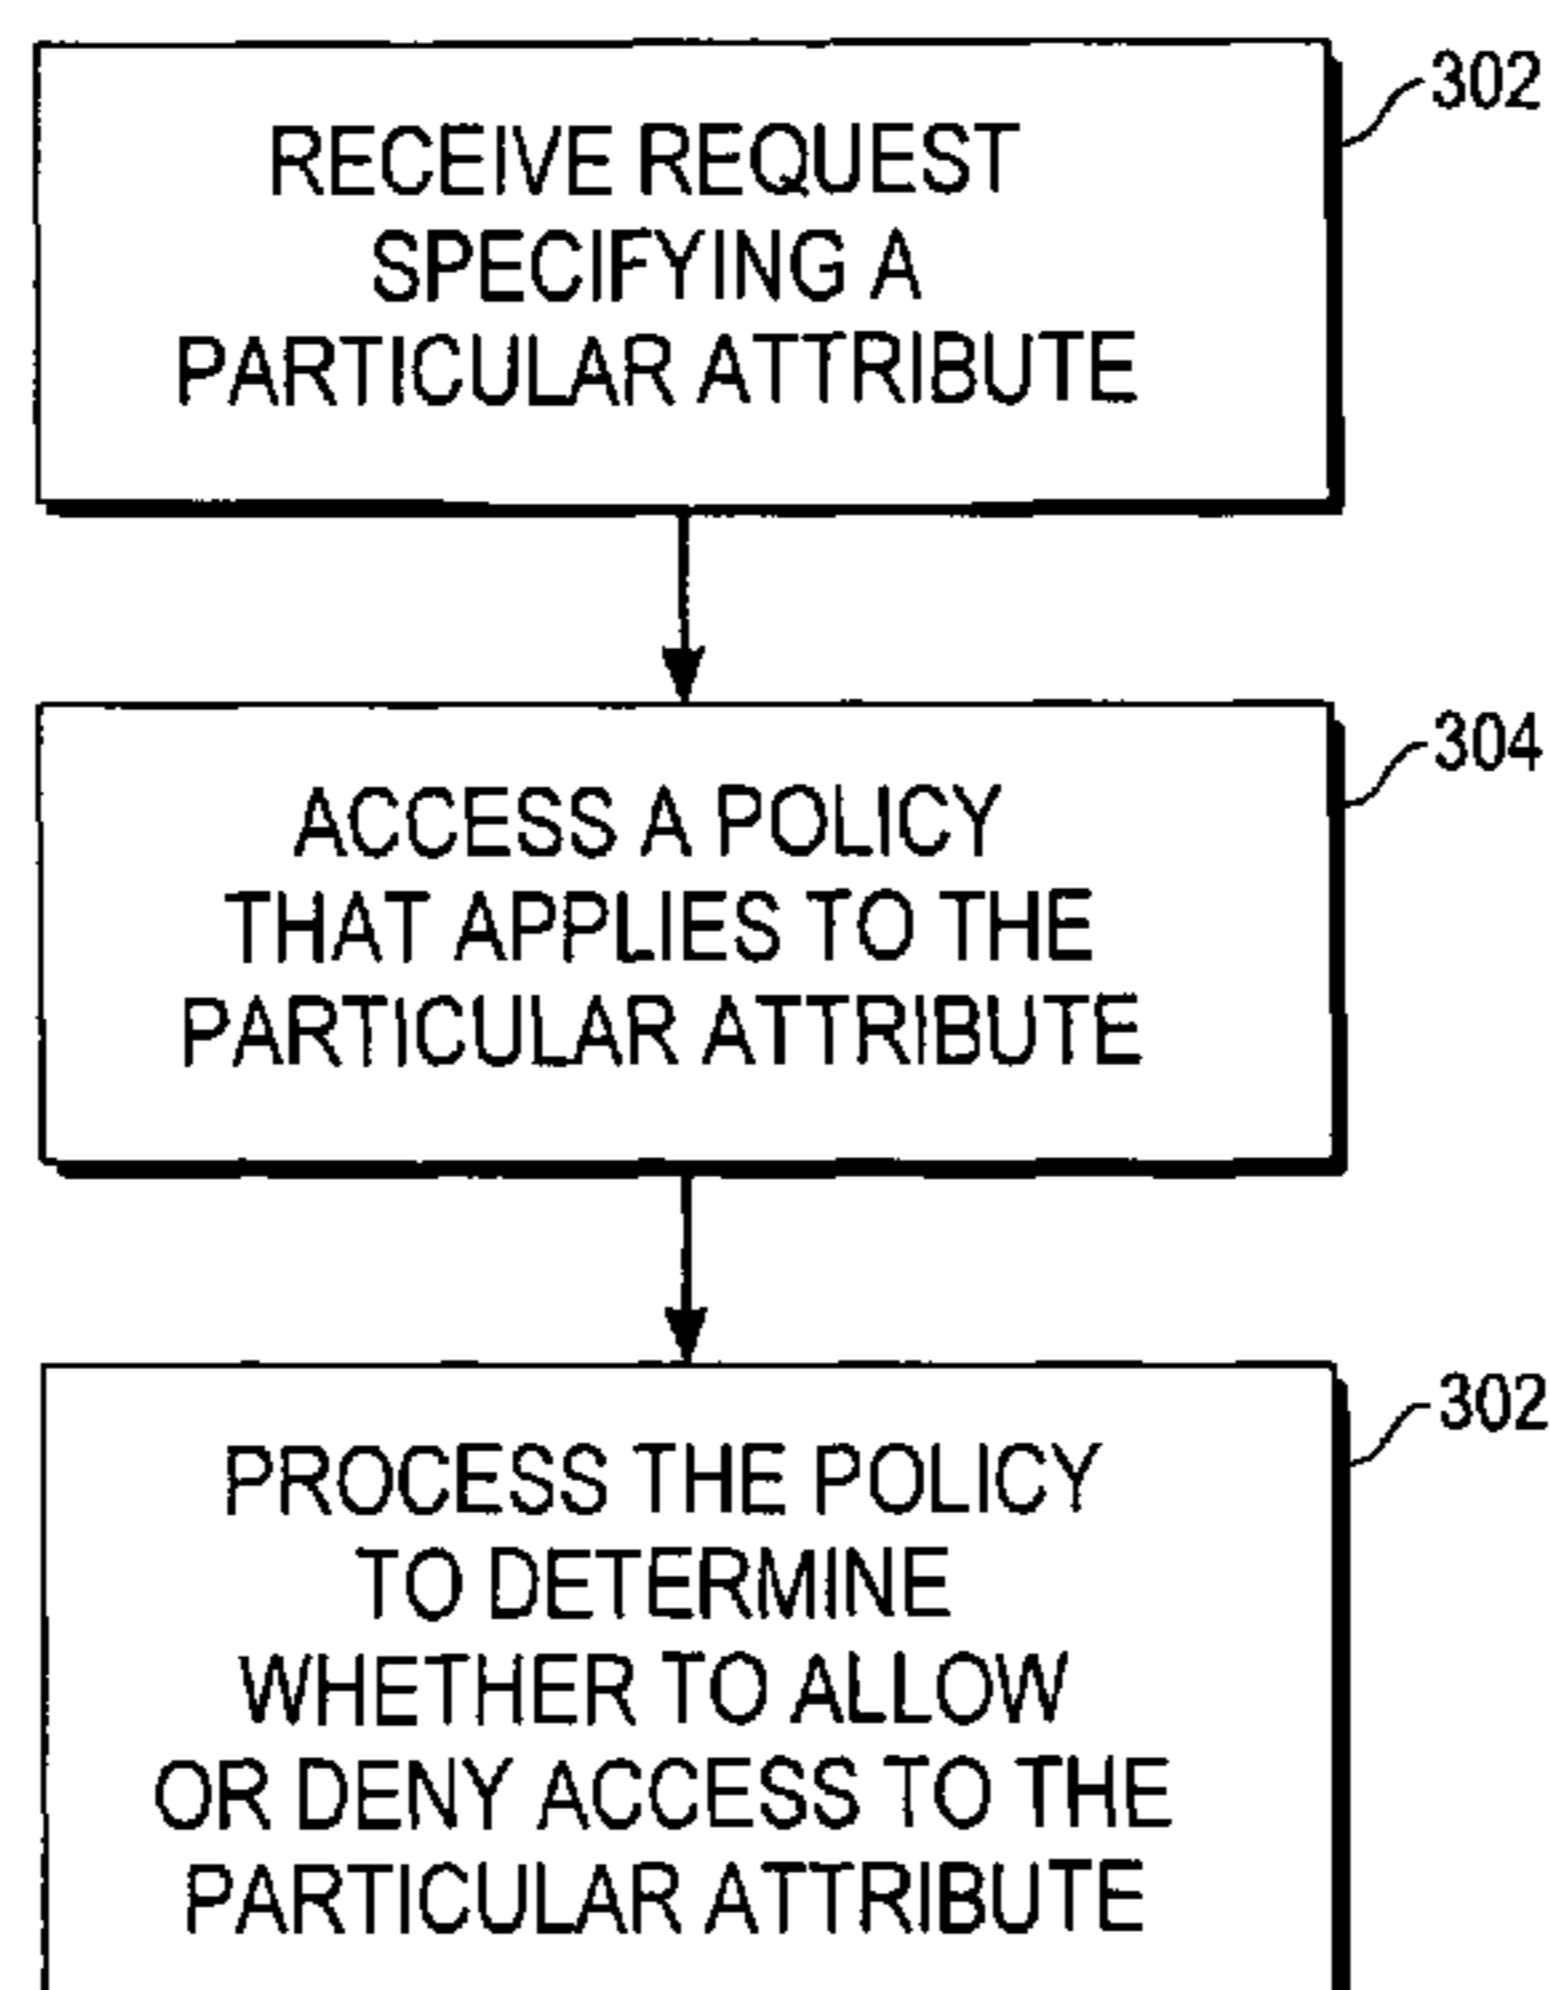 302
RECEIVE REQUEST
SPECIFYING A
PARTICULAR ATTRIBUTE
304
ACCESS A POLICY
THAT APPLIES TO THE
PARTICULAR ATTRIBUTE
302
PROCESS THE POLICY
TO DETERMINE
WHETHER TO ALLOW
OR DENY ACCESS TO THE
PARTICULAR ATTRIBUTE